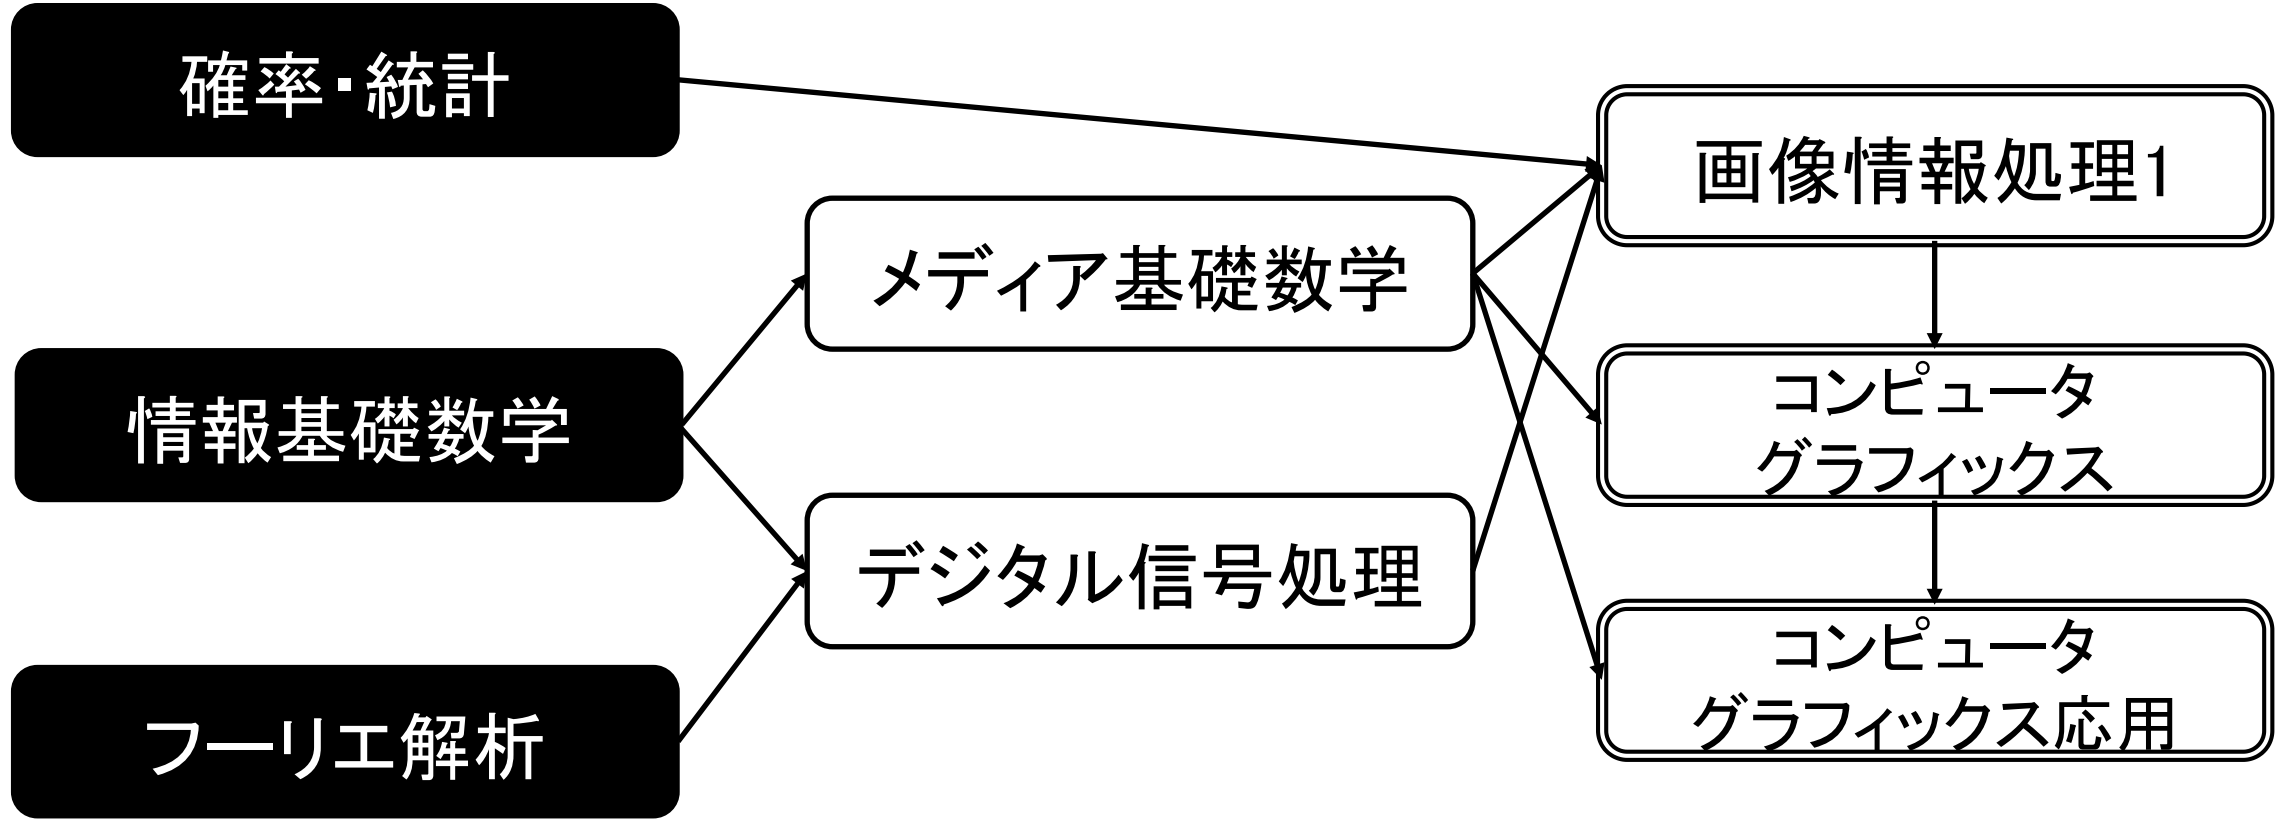 確率・統計
情報基礎数学
フーリエ解析
メディア基礎数学
デジタル信号処理
画像情報処理1
コンピュータ
グラフィックス
コンピュータ
グラフィックス応用